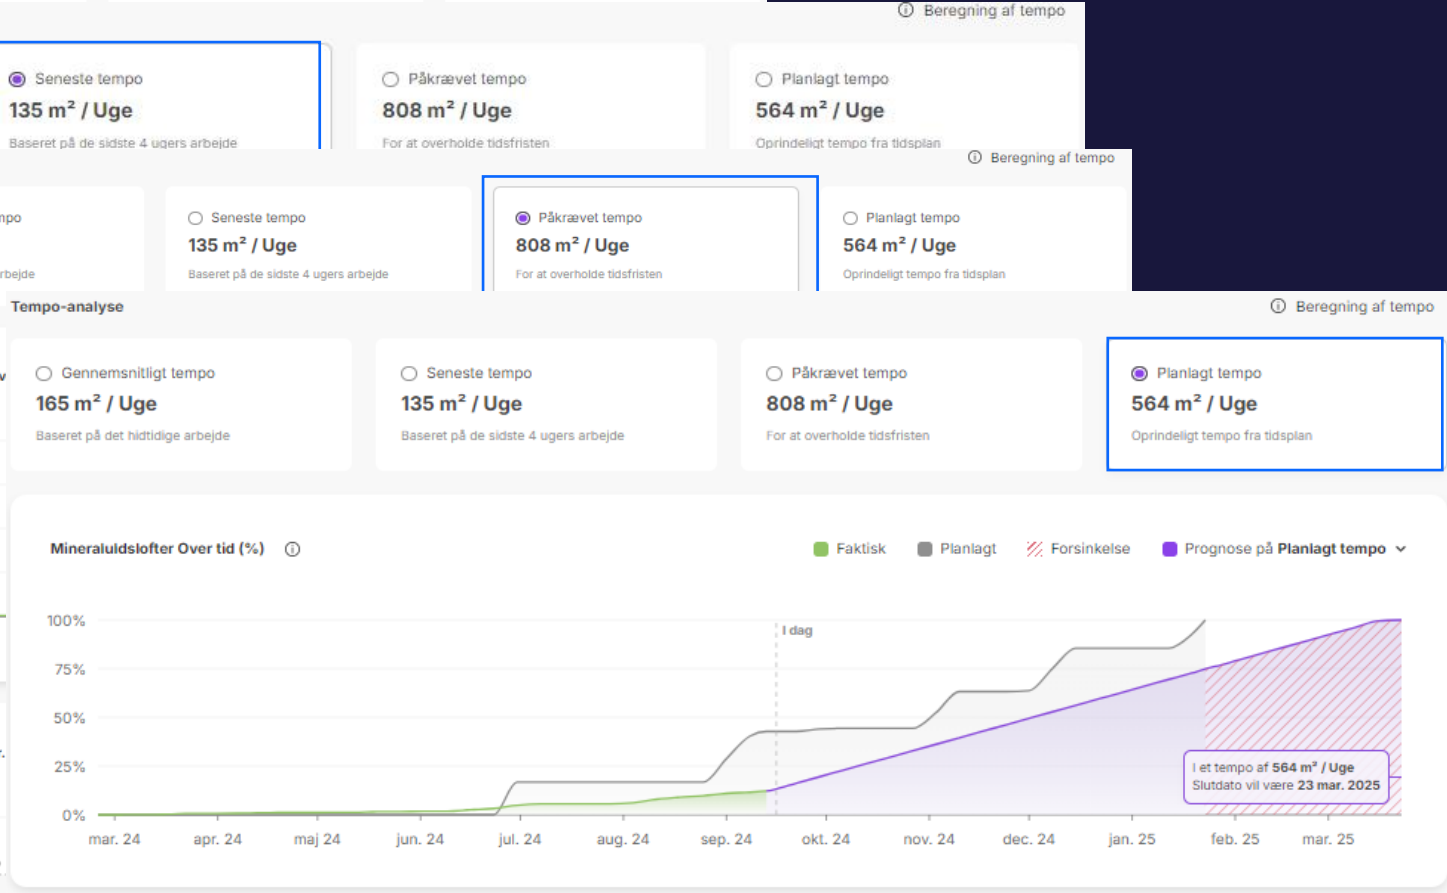 Beregning af tempo
Seneste tempo
135 m² / Uge
Baseret på de sidste 4 ugers arbejde
Påkrævet tempo
808 m² / Uge
For at overholde tidsfristen
Planlagt tempo
564 m² / Uge
Oprindeligt tempo fra tidsplan
Beregning af tempo
Seneste tempo
135 m² / Uge
Baseret på de sidste 4 ugers arbejde
Påkrævet tempo
808 m² / Uge
For at overholde tidsfristen
Planlagt tempo
564 m² / Uge
Oprindeligt tempo fra tidsplan
Tempo-analyse
Beregning af tempo
Gennemsnitligt tempo
165 m² / Uge
Baseret på det hidtidige arbejde
Seneste tempo
135 m² / Uge
Baseret på de sidste 4 ugers arbejde
Påkrævet tempo
808 m² / Uge
For at overholde tidsfristen
Planlagt tempo
564 m² / Uge
Oprindeligt tempo fra tidsplan
Mineraluldslofter Over tid (%)
Faktisk
Planlagt
Forsinkelse
Prognose på Planlagt tempo
100%
75%
50%
25%
0%
I dag
I et tempo af 564 m² / Uge
Slutdato vil være 23 mar. 2025
mar. 24
apr. 24
maj 24
jun. 24
jul. 24
aug. 24
sep. 24
okt. 24
nov. 24
dec. 24
jan. 25
feb. 25
mar. 25